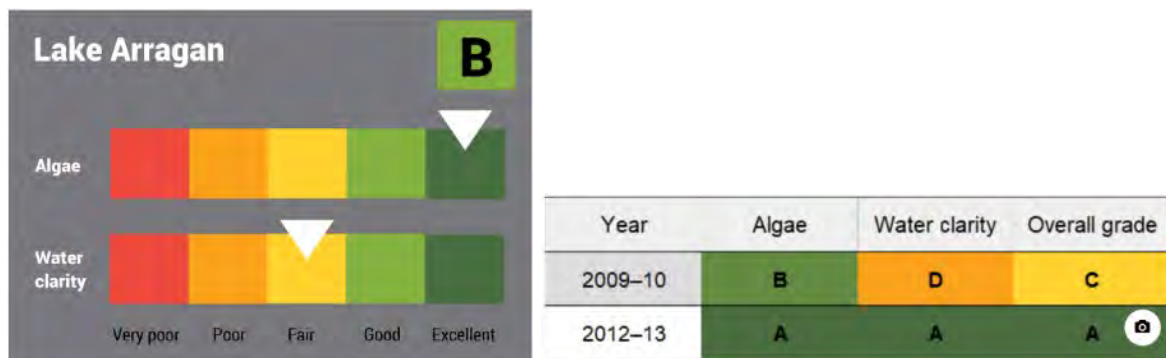 Lake Arragan
B
Algae
Water
clarity
Very poor Poor Fair Good Excellent
Year Algae Water clarity Overall grade
2009–10 B D C
2012–13 A A A